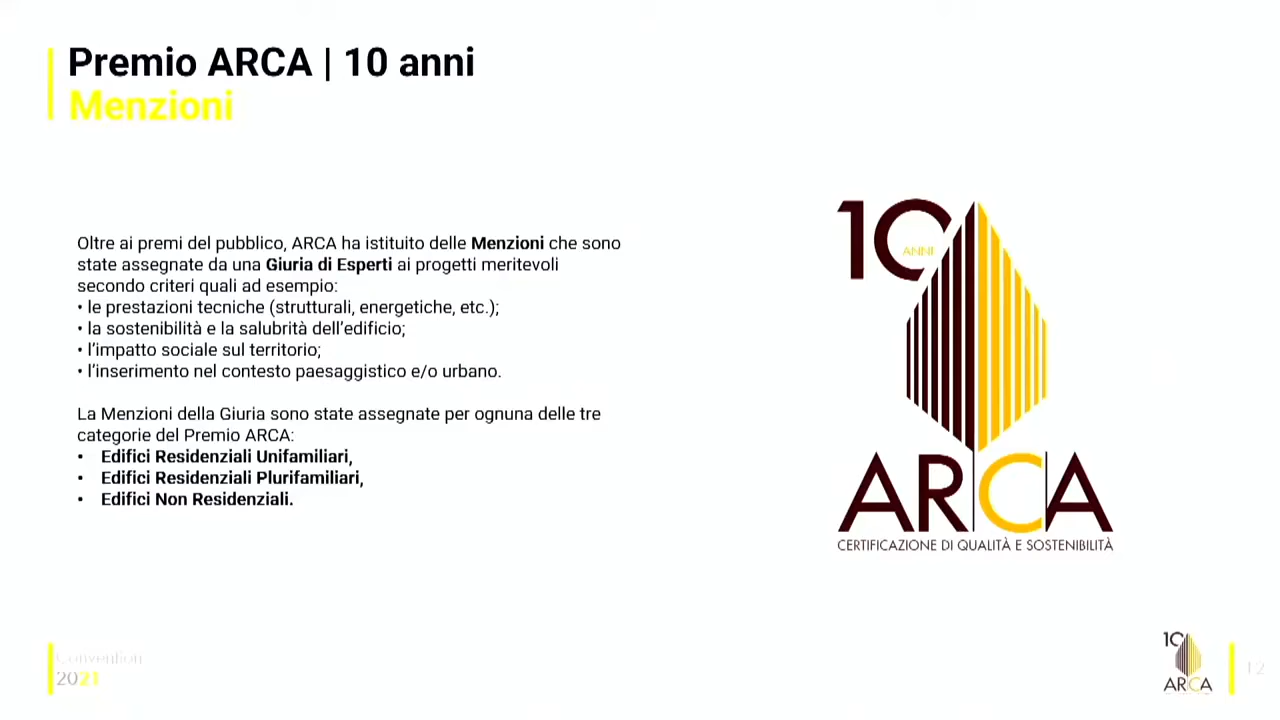 Premio ARCA | 10 anni
Menzioni
Oltre ai premi del pubblico, ARCA ha istituito delle Menzioni che sono
state assegnate da una Giuria di Esperti ai progetti meritevoli
secondo criteri quali ad esempio:
• le prestazioni tecniche (strutturali, energetiche, etc.);
• la sostenibilità e la salubrità dell'edificio;
• l'impatto sociale sul territorio;
• l'inserimento nel contesto paesaggistico e/o urbano.
La Menzioni della Giuria sono state assegnate per ognuna delle tre
categorie del Premio ARCA:
• Edifici Residenziali Unifamiliari,
• Edifici Residenziali Plurifamiliari,
• Edifici Non Residenziali.
10
ANNI
ARCA
CERTIFICAZIONE DI QUALITÀ E SOSTENIBILITÀ
Convention
2021
10
ARCA
12